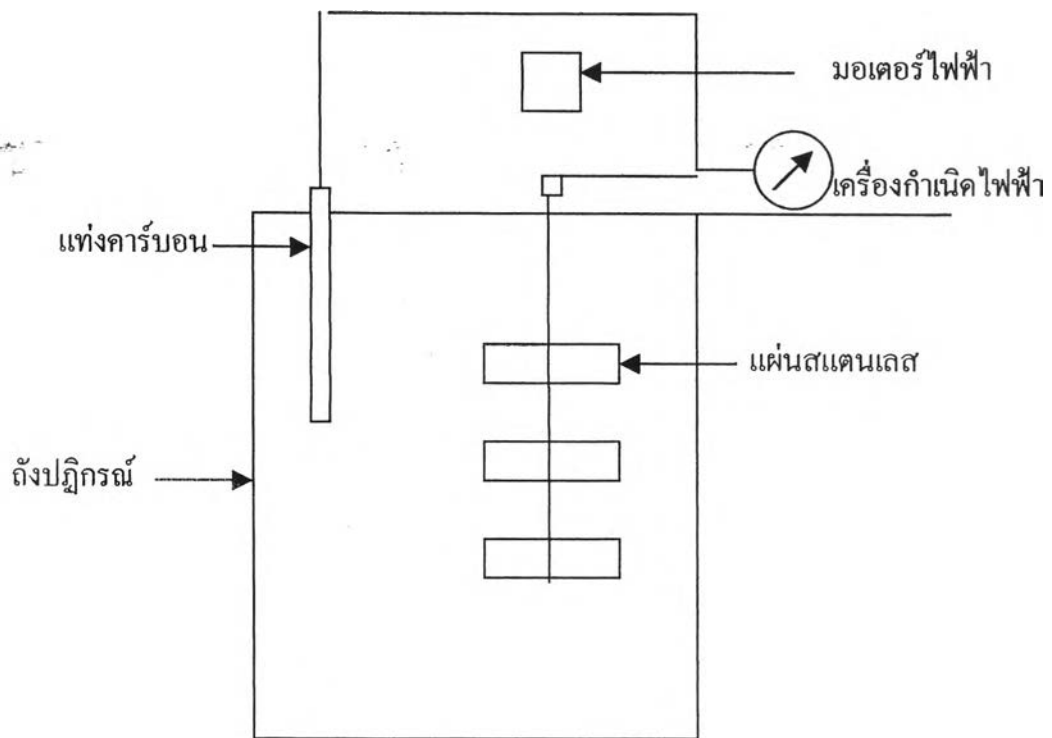 มอเตอร์ไฟฟ้า
เครื่องกำเนิดไฟฟ้า
แท่งคาร์บอน
แผ่นสแตนเลส
ถังปฏิกรณ์